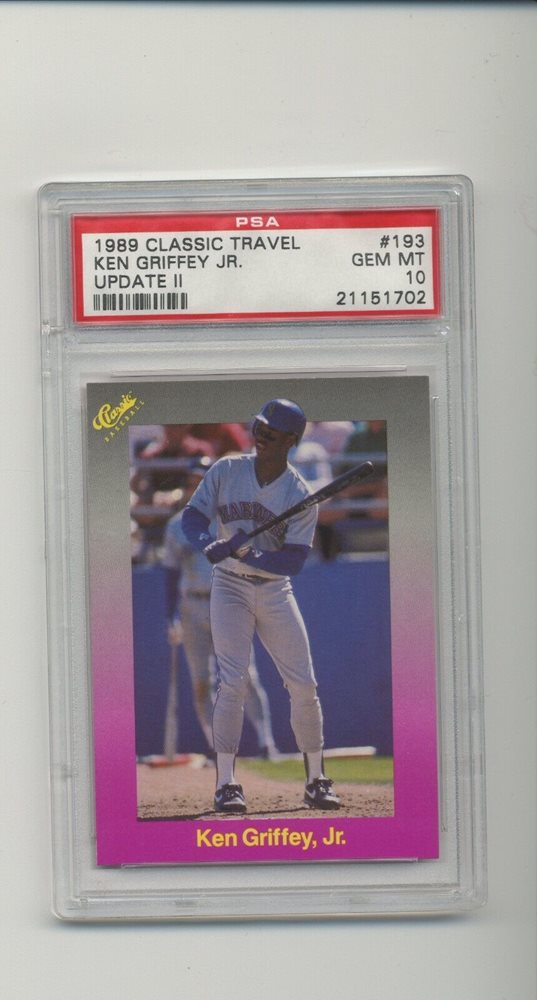 PSA
1989 CLASSIC TRAVEL #193
KEN GRIFFEY JR. GEM MT
UPDATE II 10
21151702
Classic
BASEBALL
MARINERS
Ken Griffey, Jr.